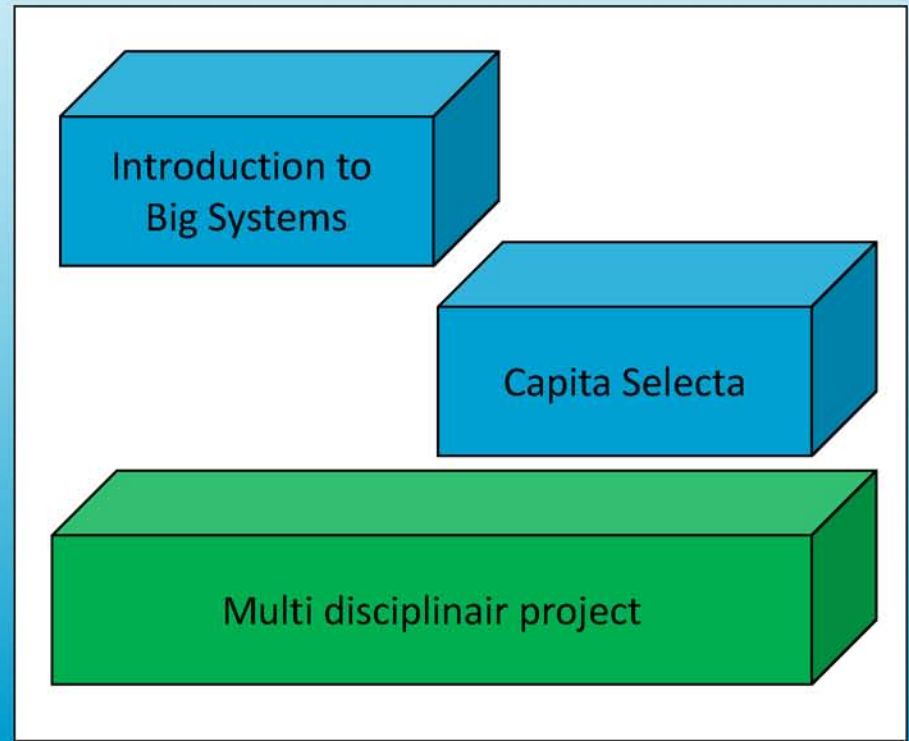 Introduction to
Big Systems
Capita Selecta
Multi disciplinair project